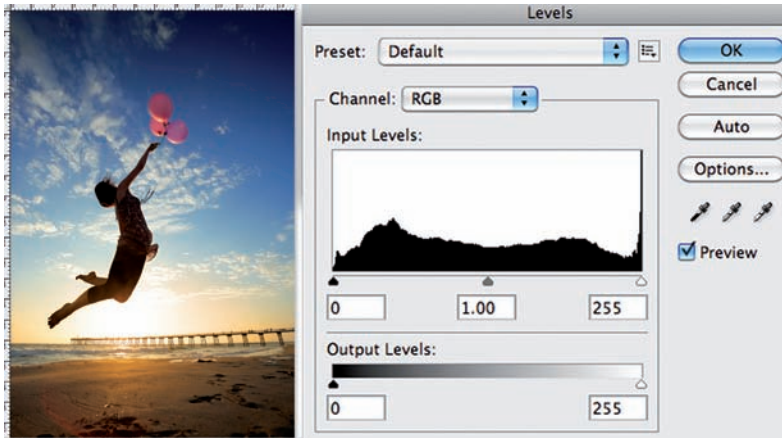 Levels
Preset: Default
OK
Cancel
Channel: RGB
Auto
Input Levels:
Options...
Preview
0 1.00 255
Output Levels:
0 255